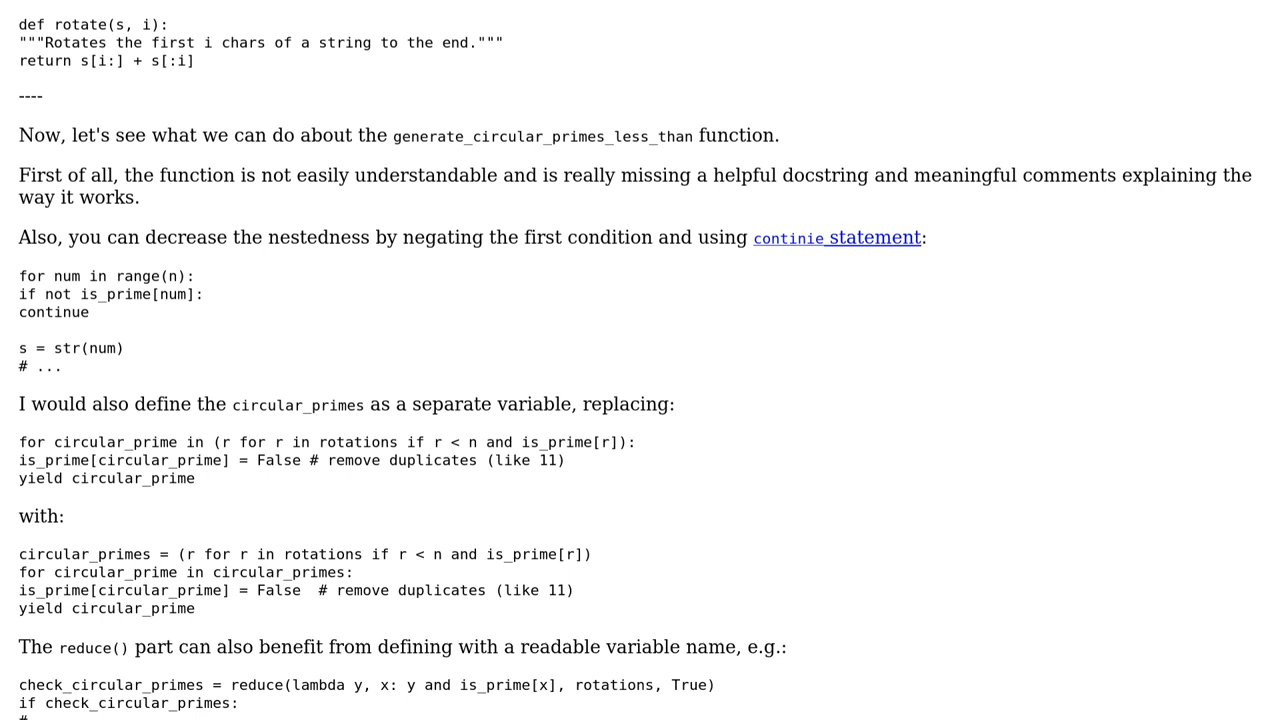 def rotate(s, i):
"""Rotates the first i chars of a string to the end."""
return s[i:] + s[:i]
----
Now, let's see what we can do about the generate_circular_primes_less_than function.
First of all, the function is not easily understandable and is really missing a helpful docstring and meaningful comments explaining the
way it works.
Also, you can decrease the nestedness by negating the first condition and using continie statement:
for num in range(n):
if not is_prime[num]:
continue
s = str(num)
# ...
I would also define the circular_primes as a separate variable, replacing:
for circular_prime in (r for r in rotations if r < n and is_prime[r]):
is_prime[circular_prime] = False # remove duplicates (like 11)
yield circular_prime
with:
circular_primes = (r for r in rotations if r < n and is_prime[r])
for circular_prime in circular_primes:
is_prime[circular_prime] = False  # remove duplicates (like 11)
yield circular_prime
The reduce() part can also benefit from defining with a readable variable name, e.g.:
check_circular_primes = reduce(lambda y, x: y and is_prime[x], rotations, True)
if check_circular_primes: